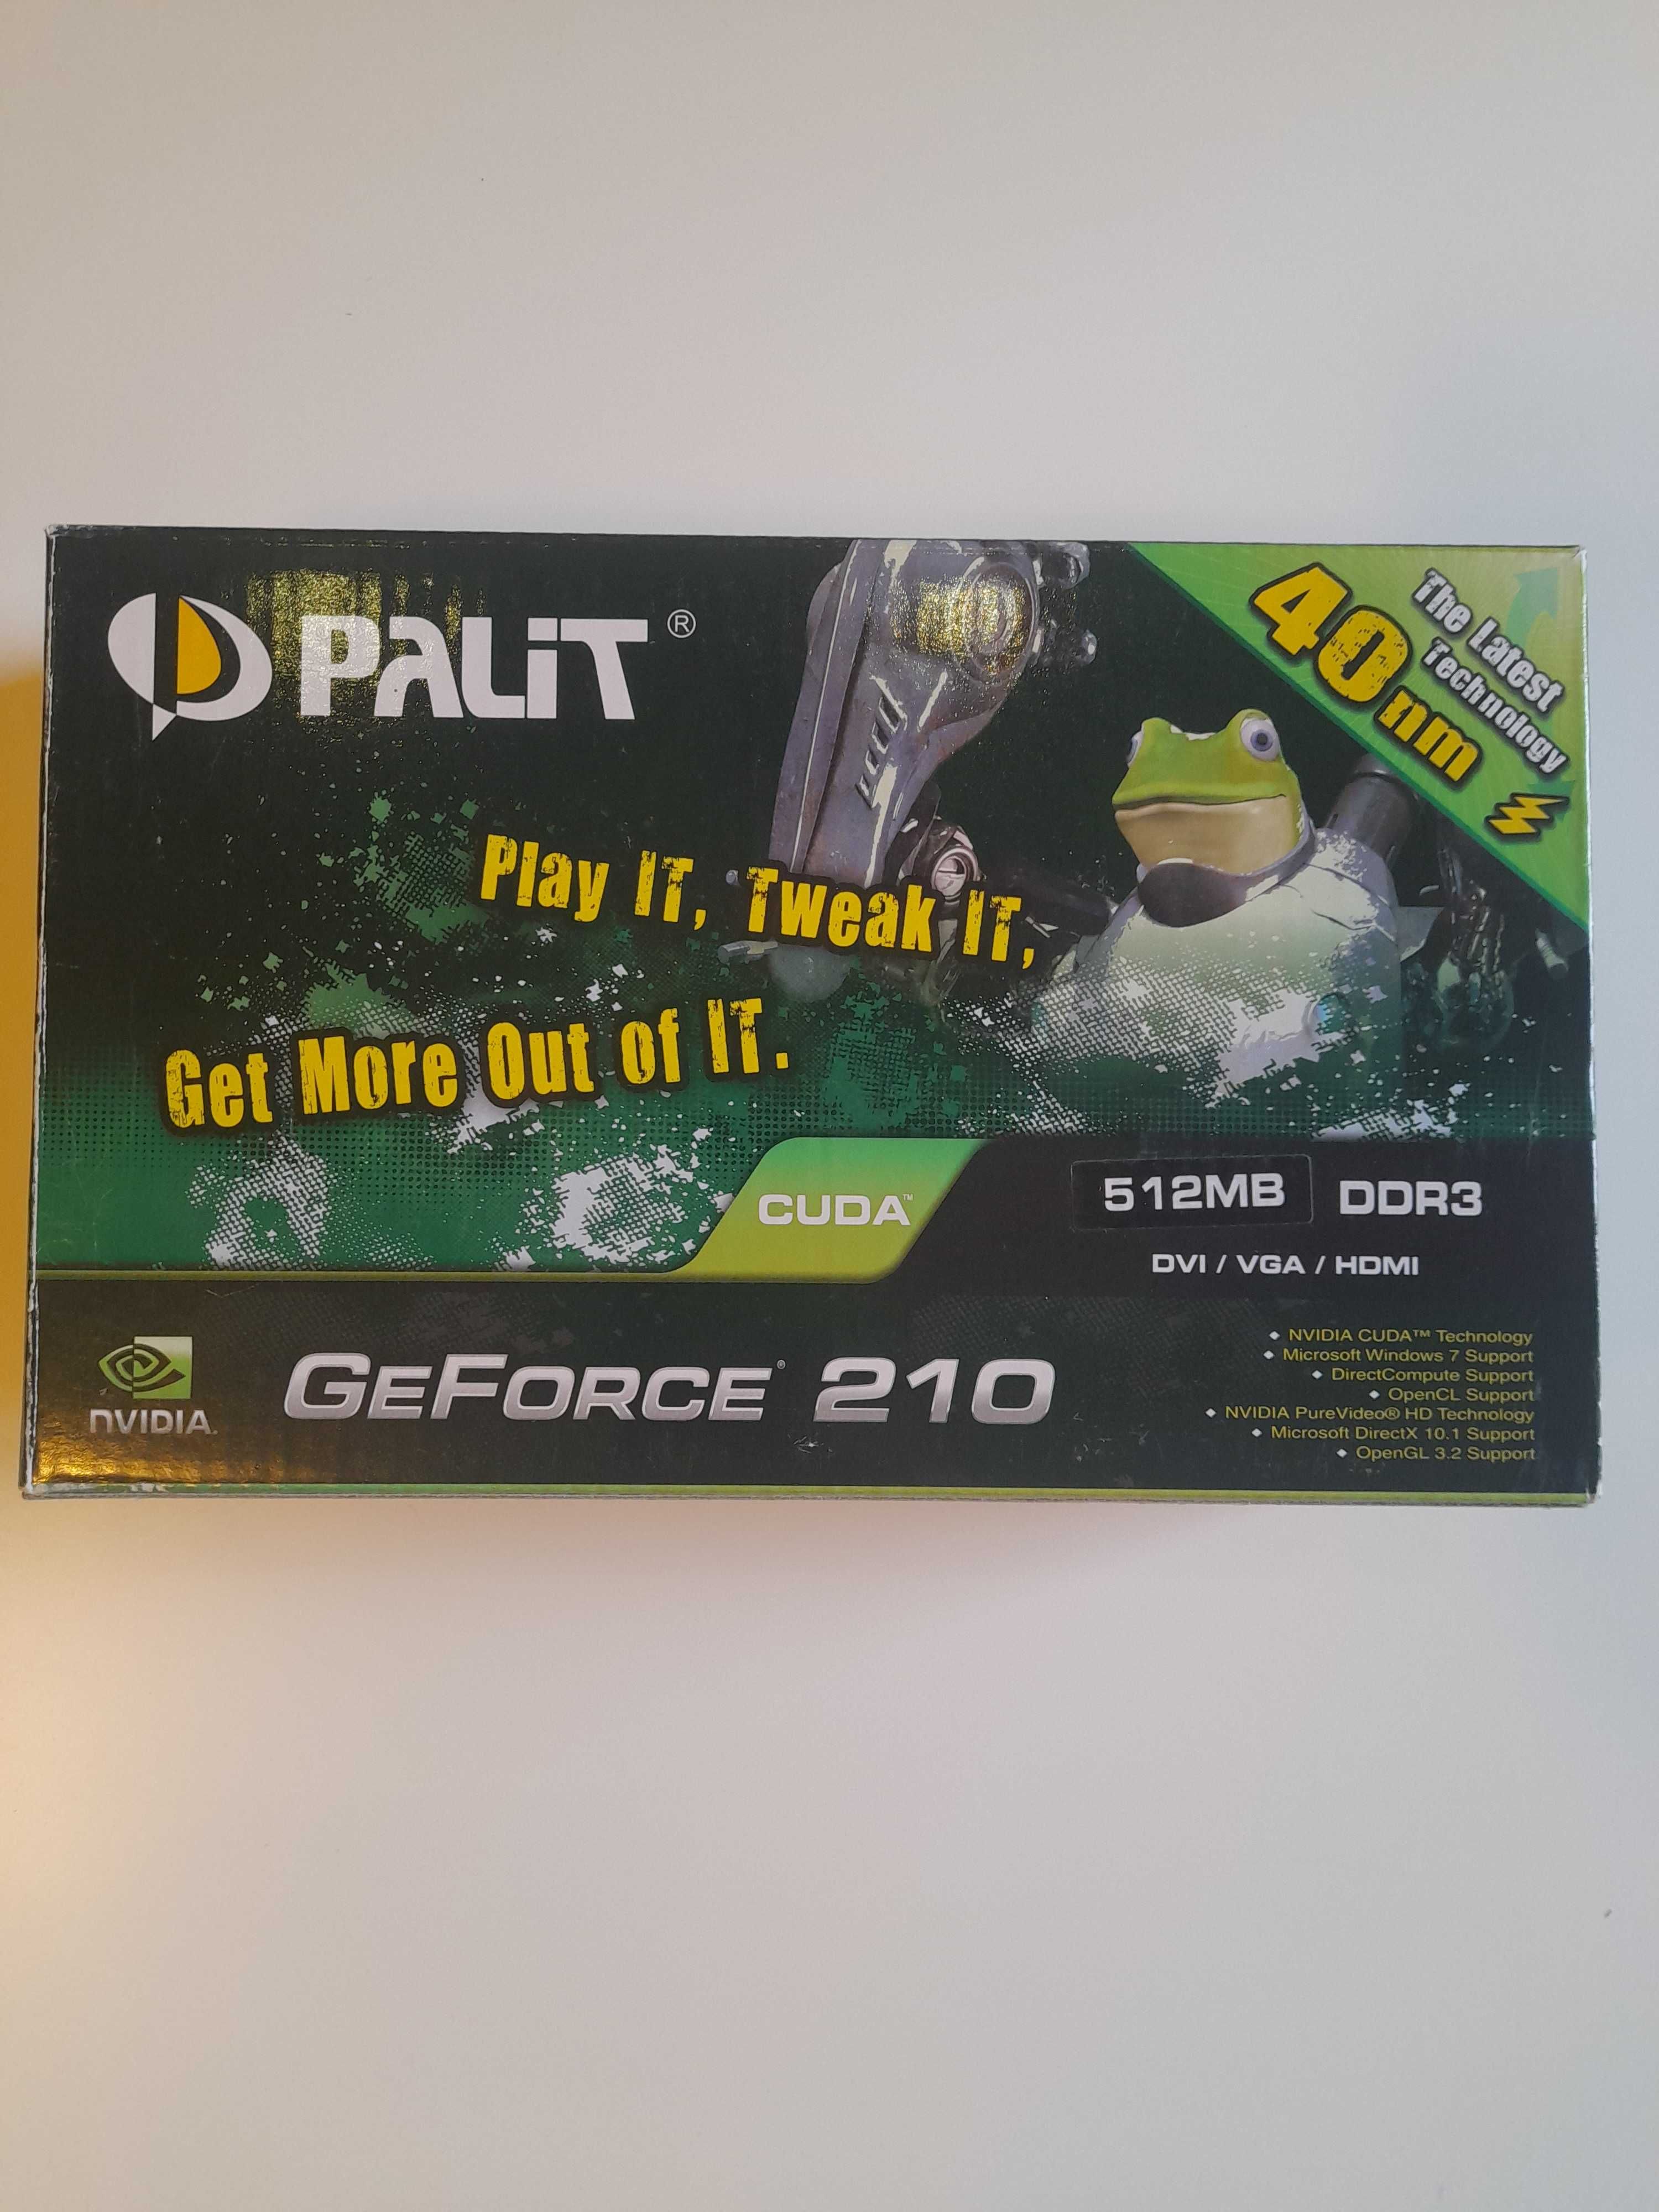 PALiT ®
The Latest
Technology
40nm
Play IT, Tweak IT,
Get More Out of IT.
CUDA™
512MB DDR3
DVI / VGA / HDMI
NVIDIA.
GEFORCE® 210
◆ NVIDIA CUDA™ Technology
◆ Microsoft Windows 7 Support
◆ DirectCompute Support
◆ OpenCL Support
◆ NVIDIA PureVideo® HD Technology
◆ Microsoft DirectX 10.1 Support
◆ OpenGL 3.2 Support